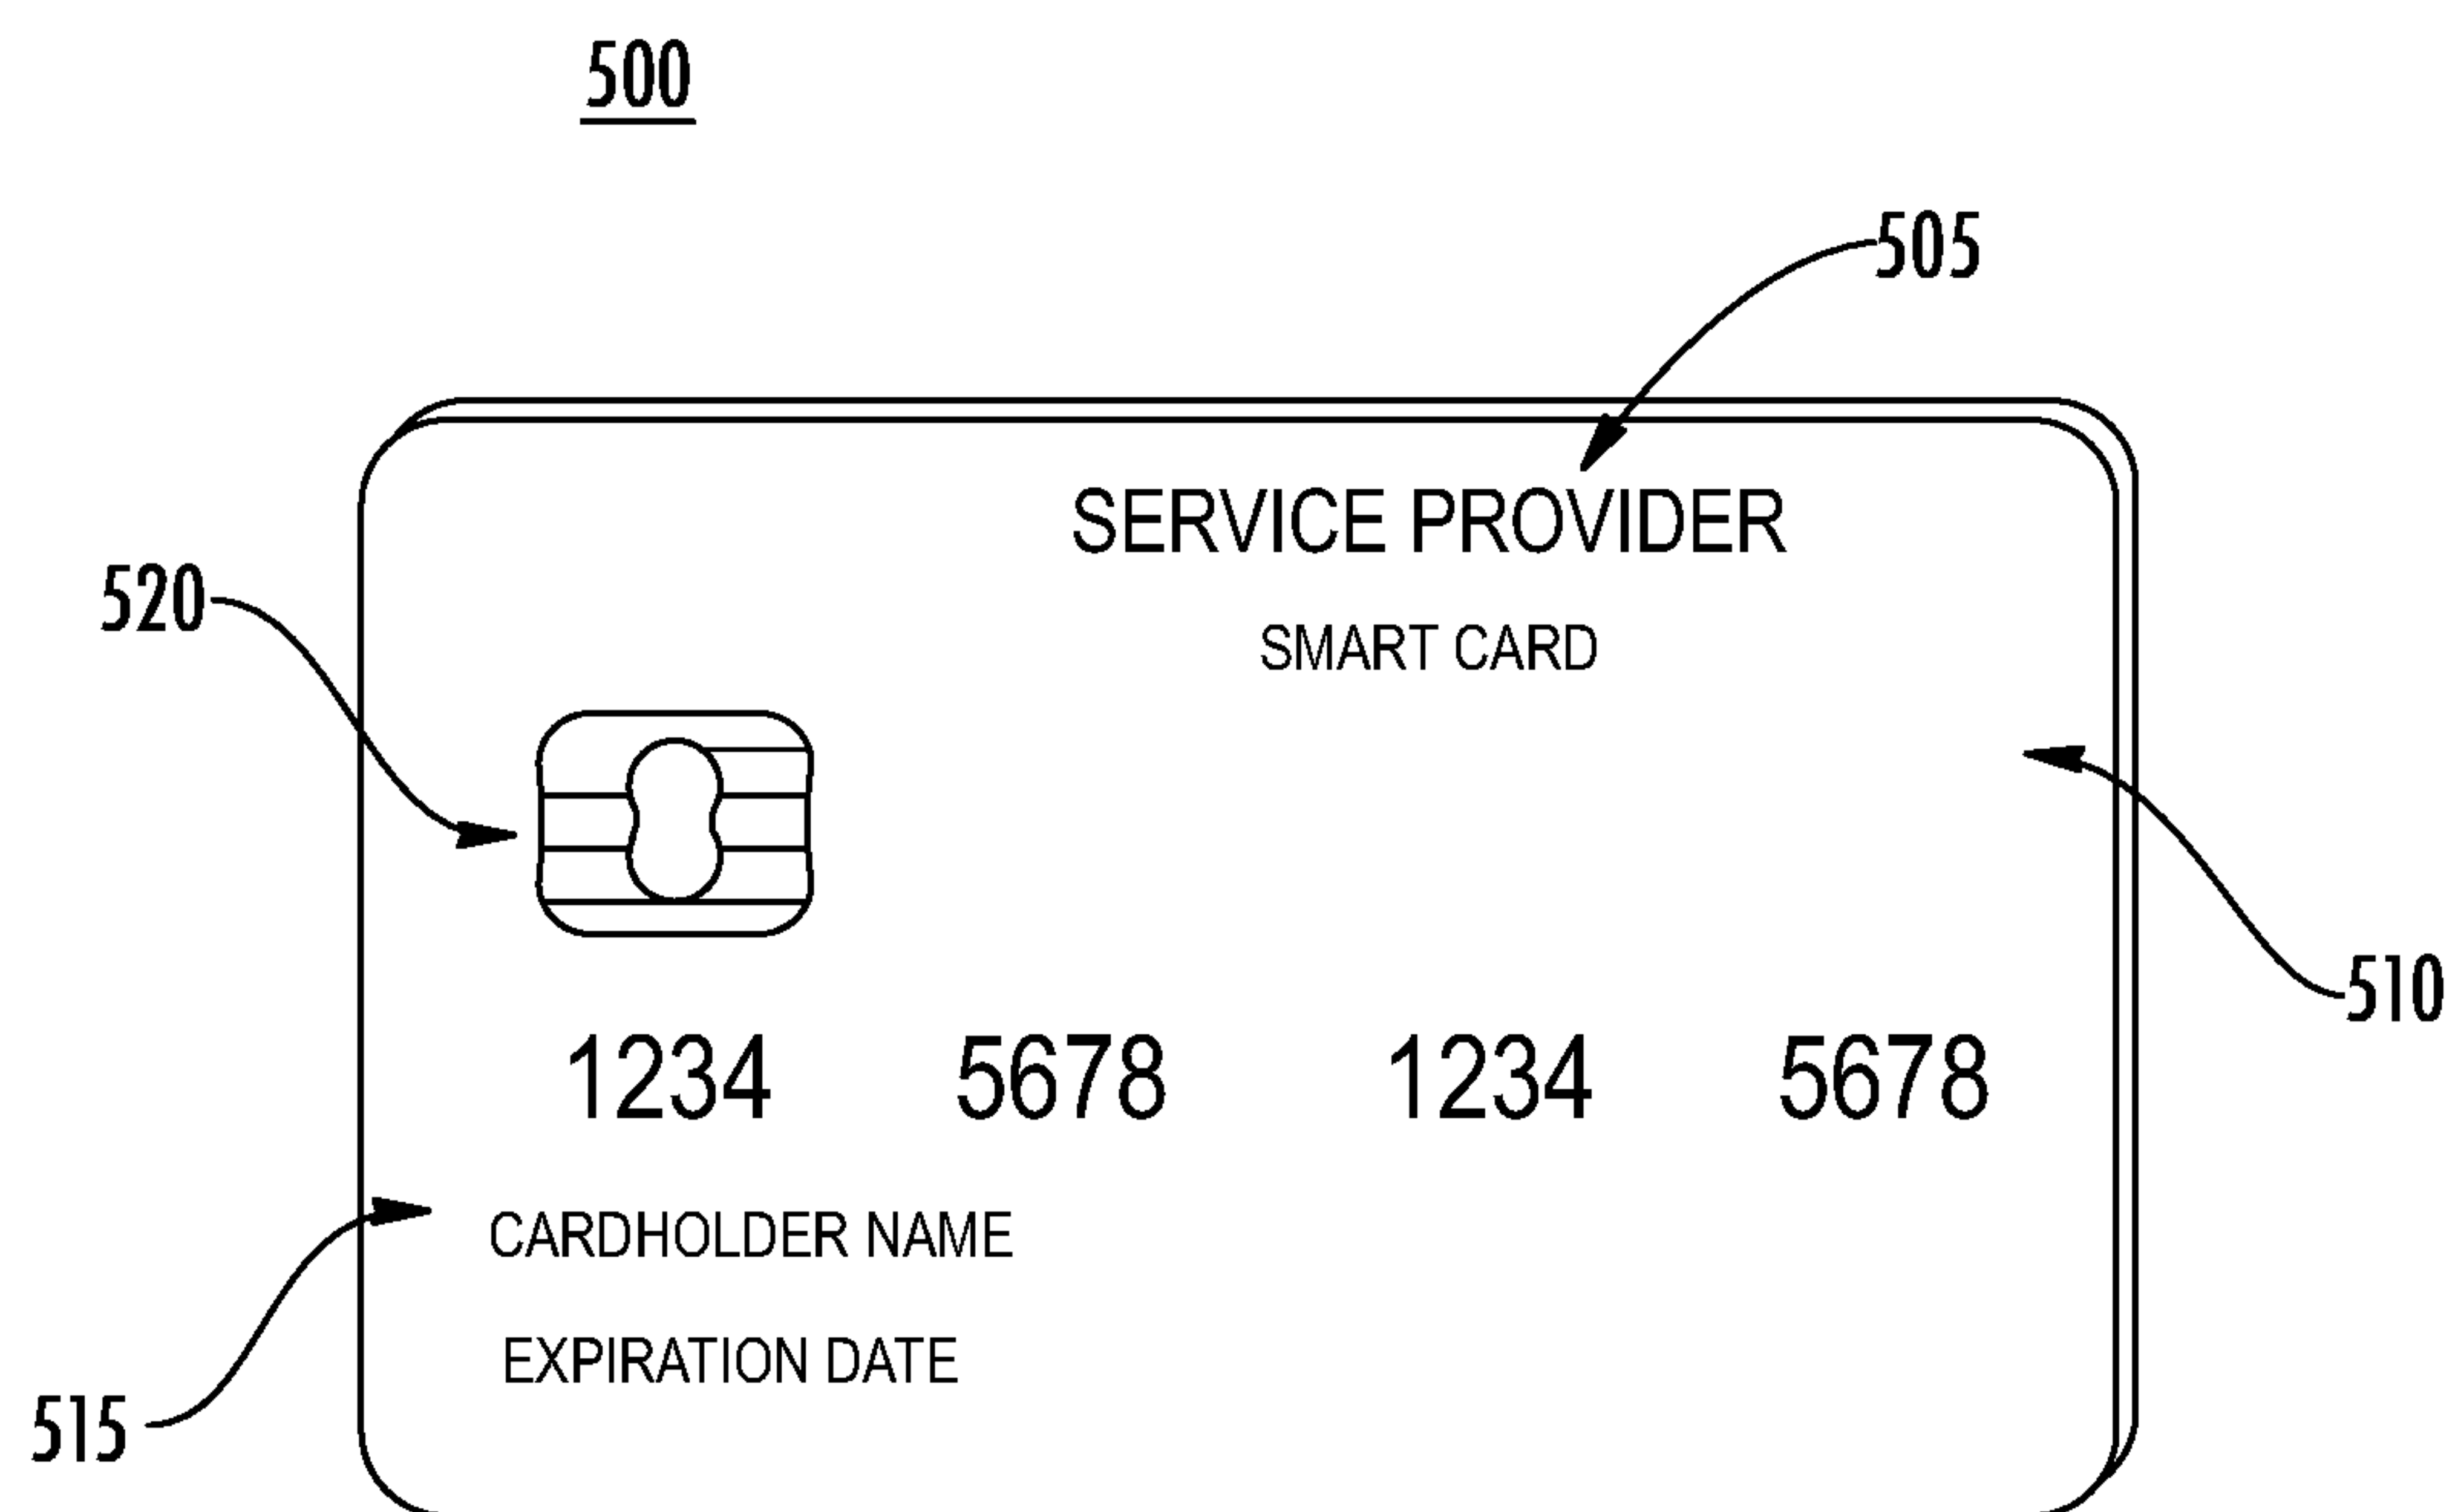 500
505
SERVICE PROVIDER
520
SMART CARD
510
1234 5678 1234 5678
CARDHOLDER NAME
EXPIRATION DATE
515